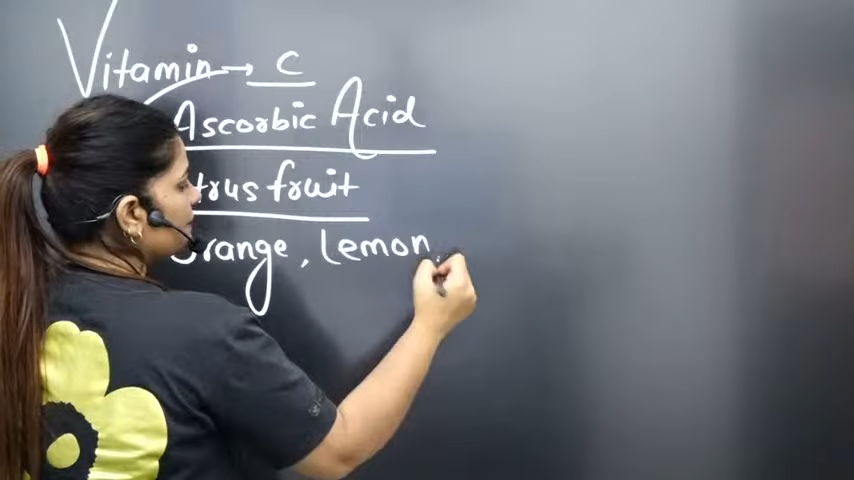 Vitamin → C
Ascorbic Acid
trus fruit
range, lemon,